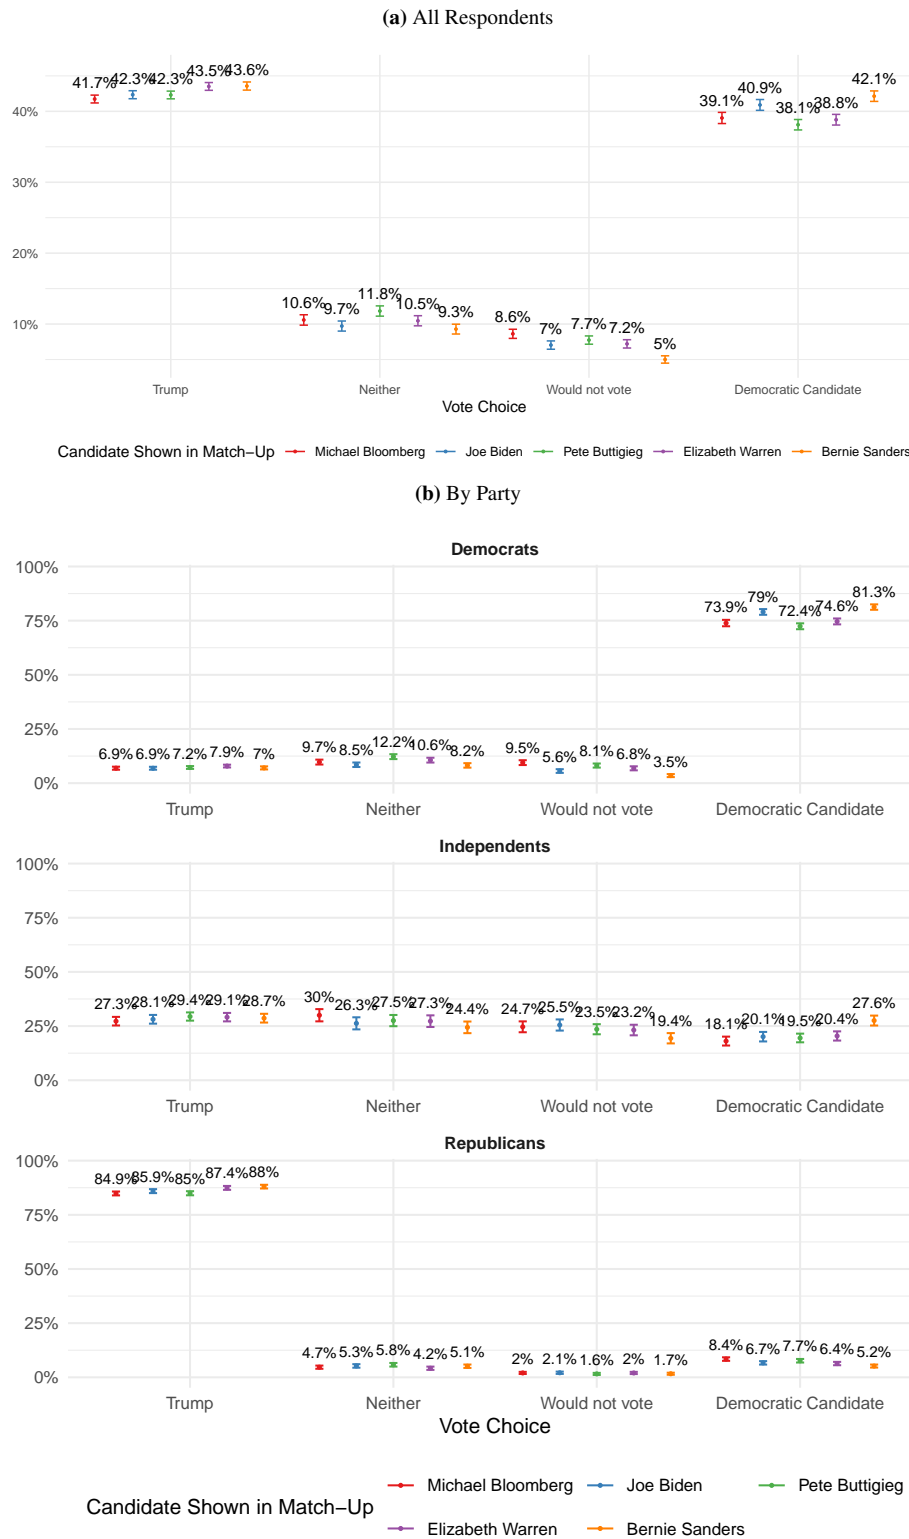 (a) All Respondents
41.7% 42.3% 42.3% 43.5% 43.6%
39.1% 40.9% 38.1% 38.8% 42.1%
10.6% 9.7% 11.8% 10.5% 9.3%
8.6% 7% 7.7% 7.2% 5%
40%
30%
20%
10%
Trump Neither Would not vote Democratic Candidate
Vote Choice
Candidate Shown in Match−Up Michael Bloomberg Joe Biden Pete Buttigieg Elizabeth Warren Bernie Sanders
(b) By Party
Democrats
100%
75%
50%
25%
0%
6.9% 6.9% 7.2% 7.9% 7%
9.7% 8.5% 12.2% 10.6% 8.2%
9.5% 5.6% 8.1% 6.8% 3.5%
73.9% 79% 72.4% 74.6% 81.3%
Trump Neither Would not vote Democratic Candidate
Independents
100%
75%
50%
25%
0%
27.3% 28.1% 29.4% 29.1% 28.7%
30% 26.3% 27.5% 27.3% 24.4%
24.7% 25.5% 23.5% 23.2% 19.4%
18.1% 20.1% 19.5% 20.4% 27.6%
Trump Neither Would not vote Democratic Candidate
Republicans
100%
75%
50%
25%
0%
84.9% 85.9% 85% 87.4% 88%
4.7% 5.3% 5.8% 4.2% 5.1%
2% 2.1% 1.6% 2% 1.7%
8.4% 6.7% 7.7% 6.4% 5.2%
Trump Neither Would not vote Democratic Candidate
Vote Choice
Candidate Shown in Match−Up
Michael Bloomberg Joe Biden Pete Buttigieg
Elizabeth Warren Bernie Sanders